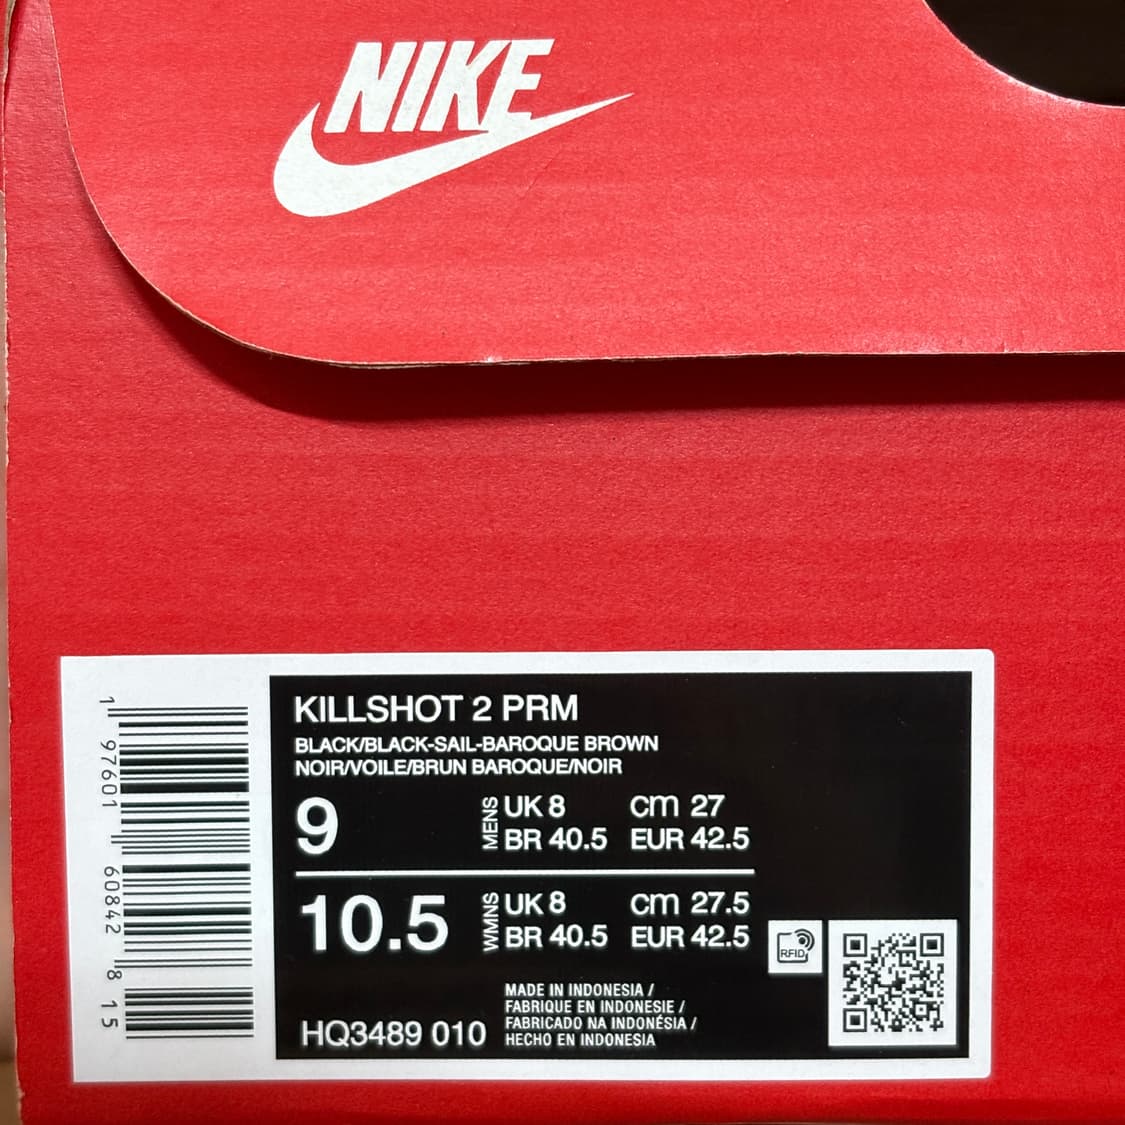 NIKE
KILLSHOT 2 PRM
BLACK/BLACK-SAIL-BAROQUE BROWN
NOIR/VOILE/BRUN BAROQUE/NOIR
9 MENS UK 8 cm 27
BR 40.5 EUR 42.5
10.5 WMNS UK 8 cm 27.5
BR 40.5 EUR 42.5
RFID
MADE IN INDONESIA /
FABRIQUE EN INDONESIE /
FABRICADO NA INDONÉSIA /
HECHO EN INDONESIA
HQ3489 010
1 97601 60842 8 15